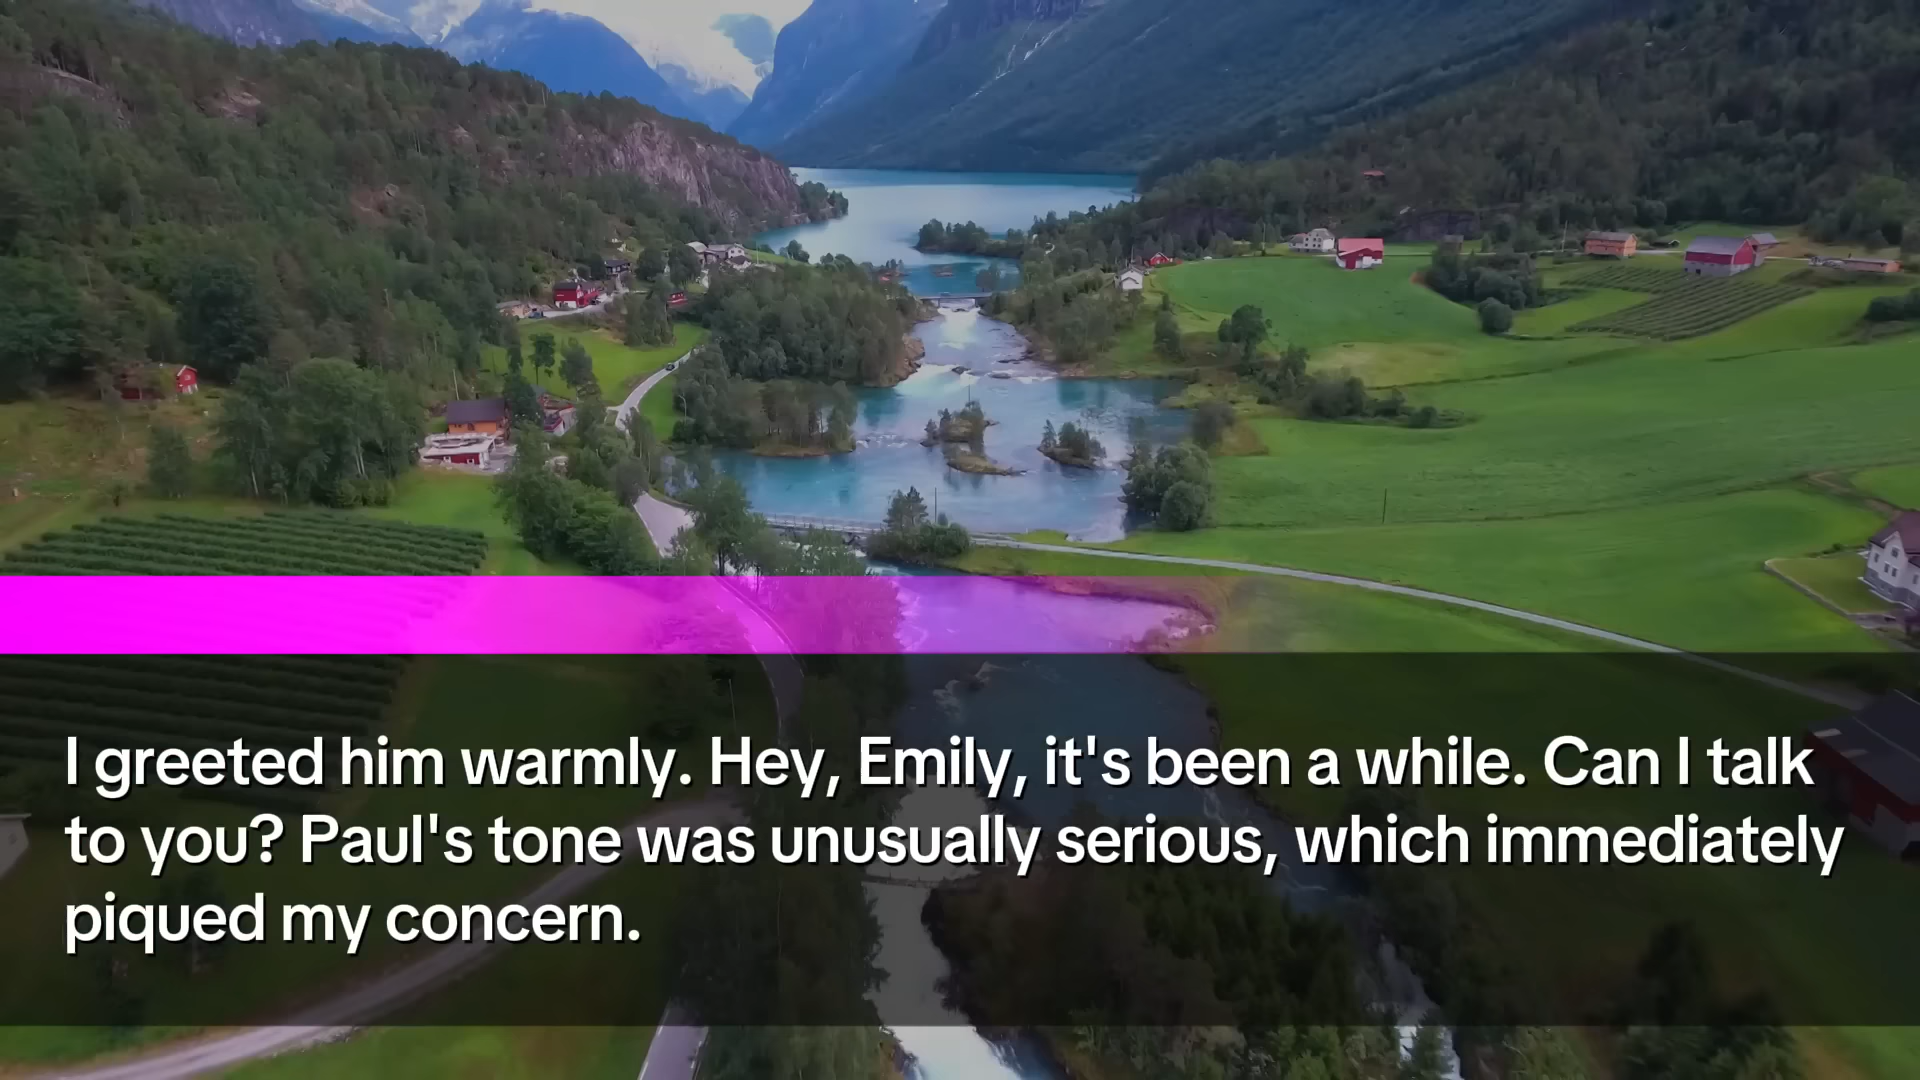 I greeted him warmly. Hey, Emily, it's been a while. Can I talk
to you? Paul's tone was unusually serious, which immediately
piqued my concern.